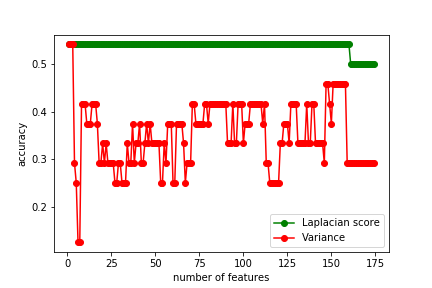 0.5
0.4
0.3
0.2
accuracy
0 25 50 75 100 125 150 175
number of features
Laplacian score
Variance